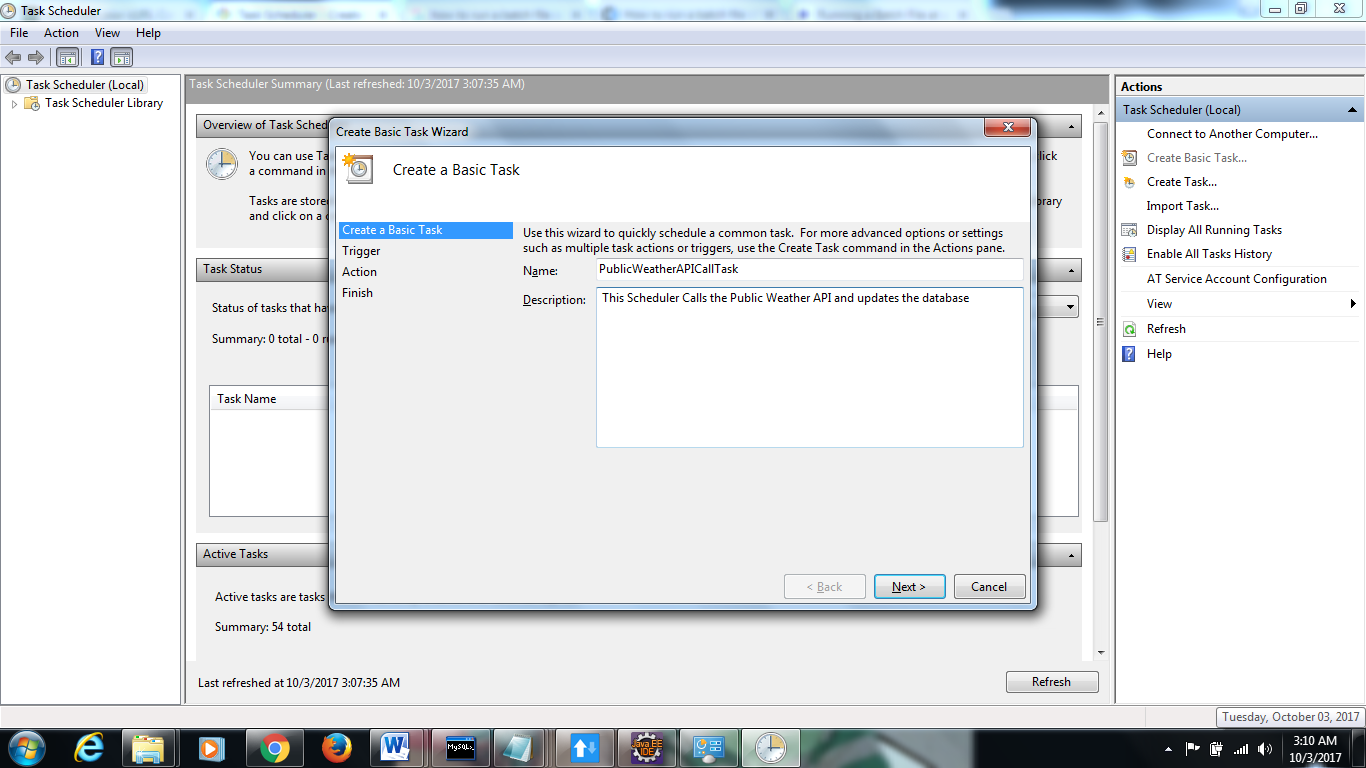 Task Scheduler
File Action View Help
Task Scheduler (Local)
Task Scheduler Library
Task Scheduler Summary (Last refreshed: 10/3/2017 3:07:35 AM)
Overview of Task Sched
You can use Ta
lick
a command in
Tasks are store
brary
and click on a c
Task Status
Status of tasks that ha
Summary: 0 total - 0 r
Task Name
Active Tasks
Active tasks are tasks
Summary: 54 total
Last refreshed at 10/3/2017 3:07:35 AM
Refresh
Create Basic Task Wizard
Create a Basic Task
Create a Basic Task
Trigger
Action
Finish
Use this wizard to quickly schedule a common task. For more advanced options or settings
such as multiple task actions or triggers, use the Create Task command in the Actions pane.
Name: PublicWeatherAPICallTask
Description: This Scheduler Calls the Public Weather API and updates the database
< Back Next > Cancel
Actions
Task Scheduler (Local)
Connect to Another Computer...
Create Basic Task...
Create Task...
Import Task...
Display All Running Tasks
Enable All Tasks History
AT Service Account Configuration
View
Refresh
Help
Tuesday, October 03, 2017
MySQL
Java EE
IDE
3:10 AM
10/3/2017